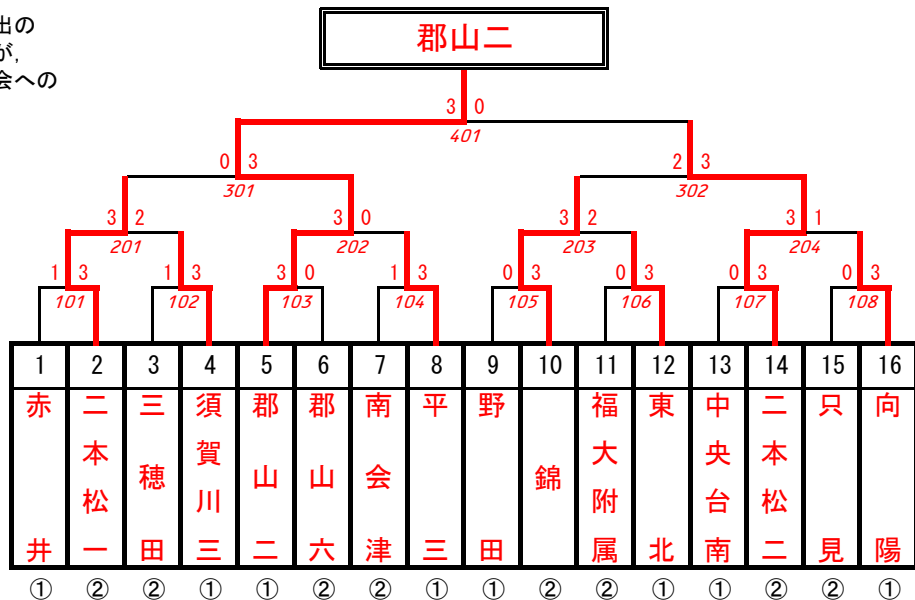 出の
が,
会への
郡山二
3 0
401
0 3
301
2 3
302
3 2
201
3 0
202
3 2
203
3 1
204
1 3
101
1 3
102
3 0
103
1 3
104
0 3
105
0 3
106
0 3
107
0 3
108
1 2 3 4 5 6 7 8 9 10 11 12 13 14 15 16
赤井
二本松一
三穂田
須賀川三
郡山二
郡山六
南会津
平三
野田
錦
福大附属
東北
中央台南
二本松二
只見
向陽
① ② ② ① ① ② ② ① ① ② ② ① ① ② ② ①